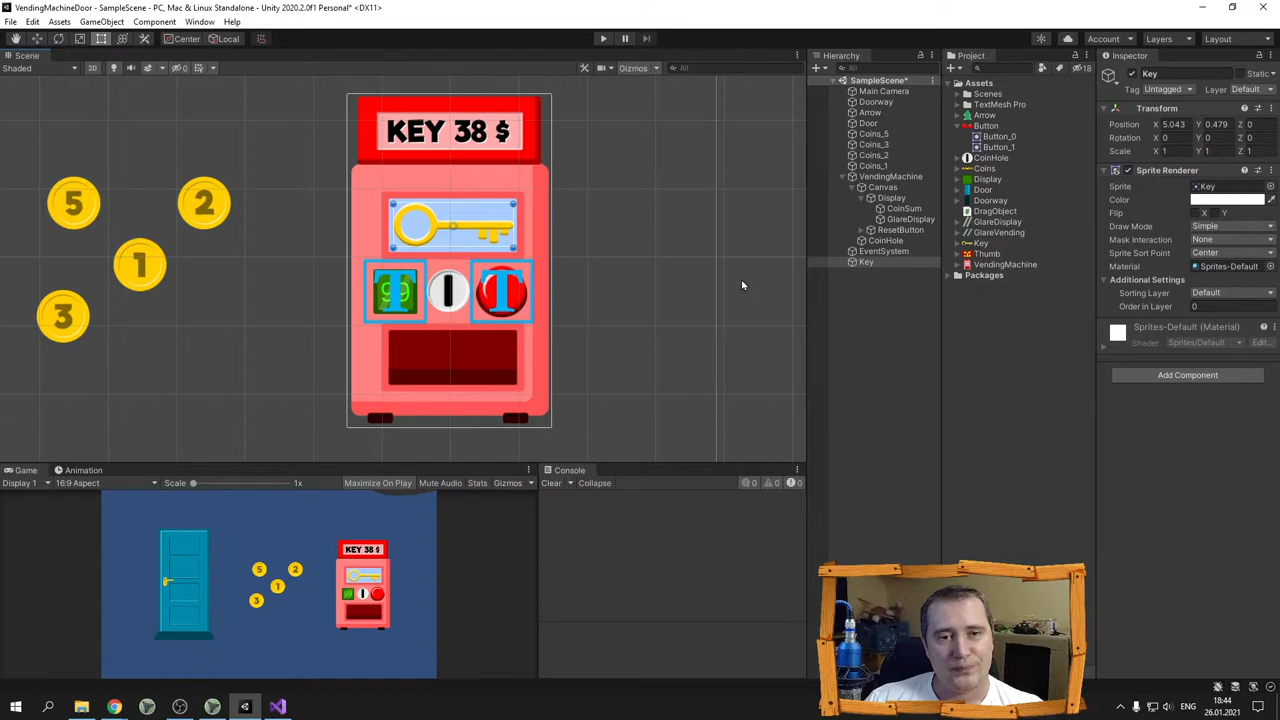 VendingMachineDoor - SampleScene - PC, Mac & Linux Standalone - Unity 2020.2.0f1 Personal* <DX11>
File Edit Assets GameObject Component Window Help
Center Local Account Layers Layout
Scene
Shaded 2D 0 Gizmos All
KEY 38 $
5 2
1
3
99
T T
Game Animation
Display 1 16:9 Aspect Scale 1x Maximize On Play Mute Audio Stats Gizmos
KEY 38 $
5 2
1
3
Console
Clear Collapse 0 0 0
Hierarchy
All
SampleScene*
Main Camera
Doorway
Arrow
Door
Coins_5
Coins_3
Coins_2
Coins_1
VendingMachine
Canvas
Display
CoinSum
GlareDisplay
ResetButton
CoinHole
EventSystem
Key
Project
18
Assets
Scenes
TextMesh Pro
Arrow
Button
Button_0
Button_1
CoinHole
Coins
Display
Door
Doorway
DragObject
GlareDisplay
GlareVending
Key
Thumb
VendingMachine
Packages
Inspector
Key Static
Tag Untagged Layer Default
Transform
Position X 5.043 Y 0.479 Z 0
Rotation X 0 Y 0 Z 0
Scale X 1 Y 1 Z 1
Sprite Renderer
Sprite Key
Color
Flip X Y
Draw Mode Simple
Mask Interaction None
Sprite Sort Point Center
Material Sprites-Default
Additional Settings
Sorting Layer Default
Order in Layer 0
Sprites-Default (Material)
Shader Sprites/Default Edit...
Add Component
18:44
26.01.2021